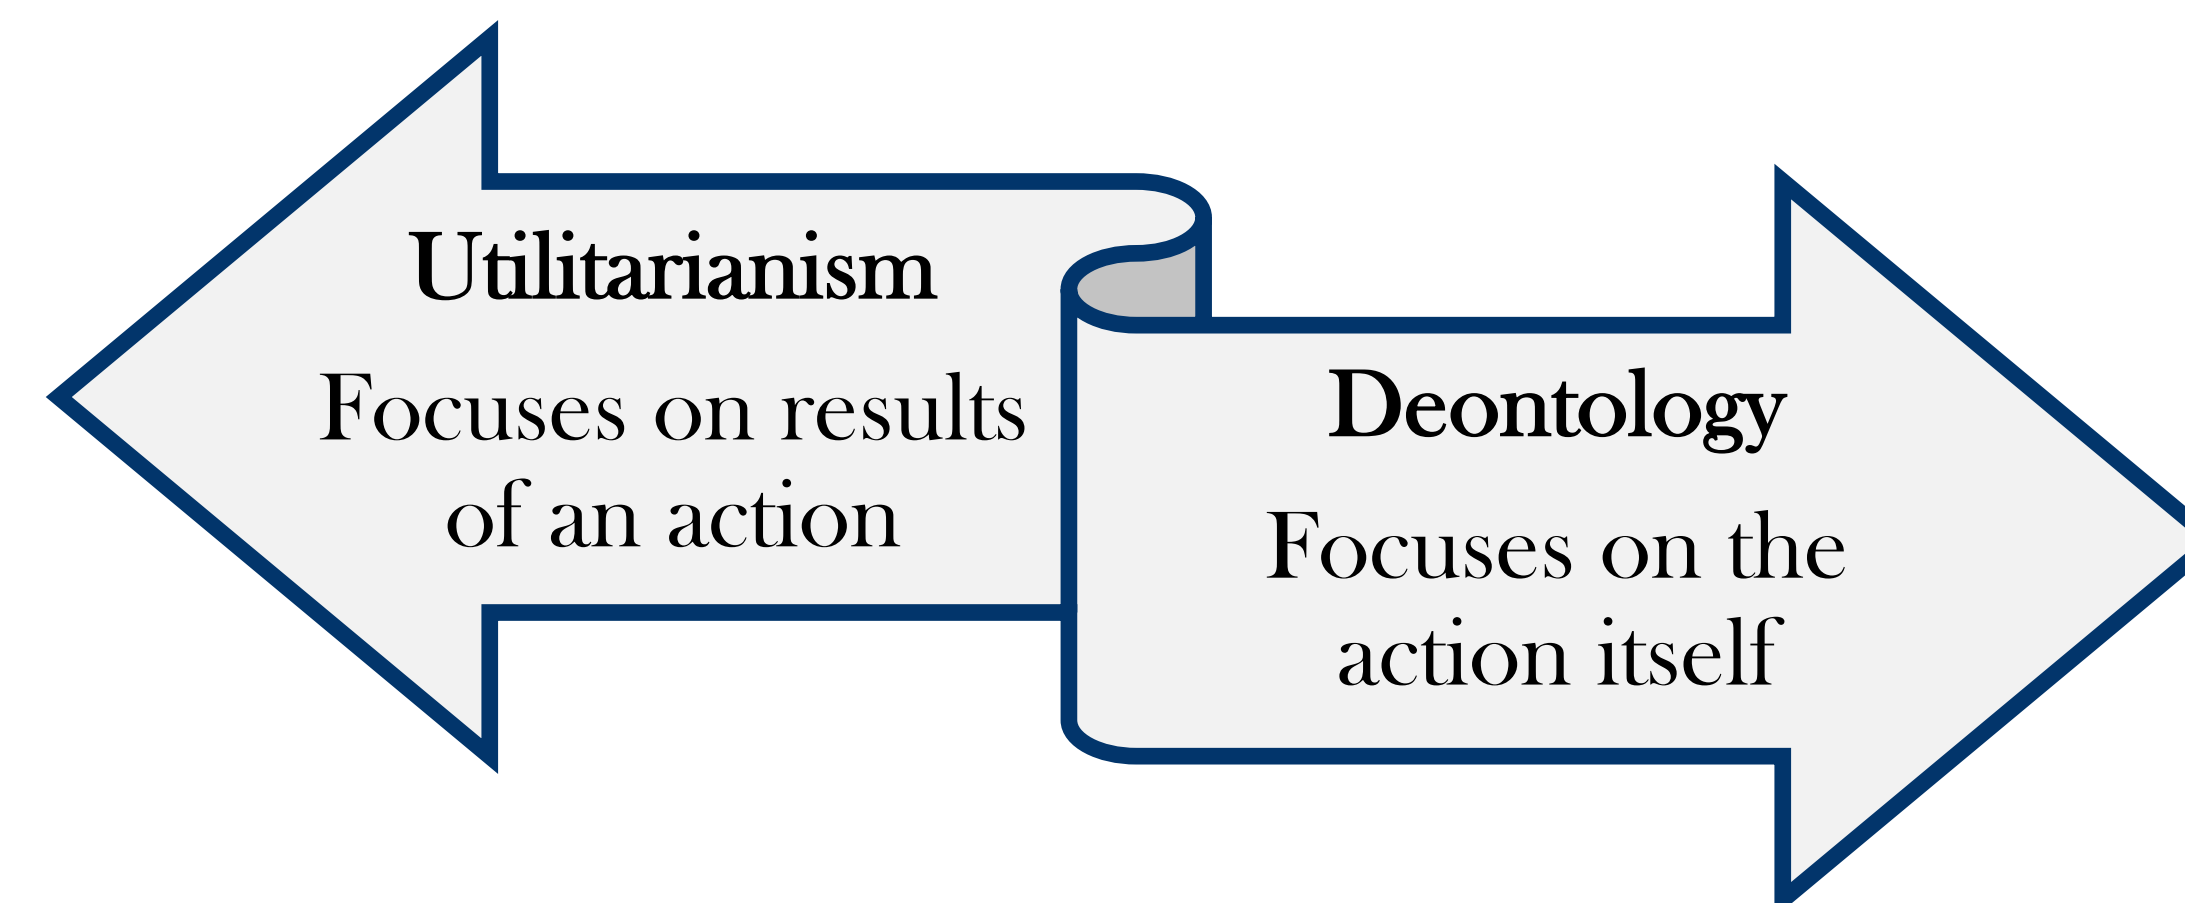 Utilitarianism
Focuses on results
of an action
Deontology
Focuses on the
action itself